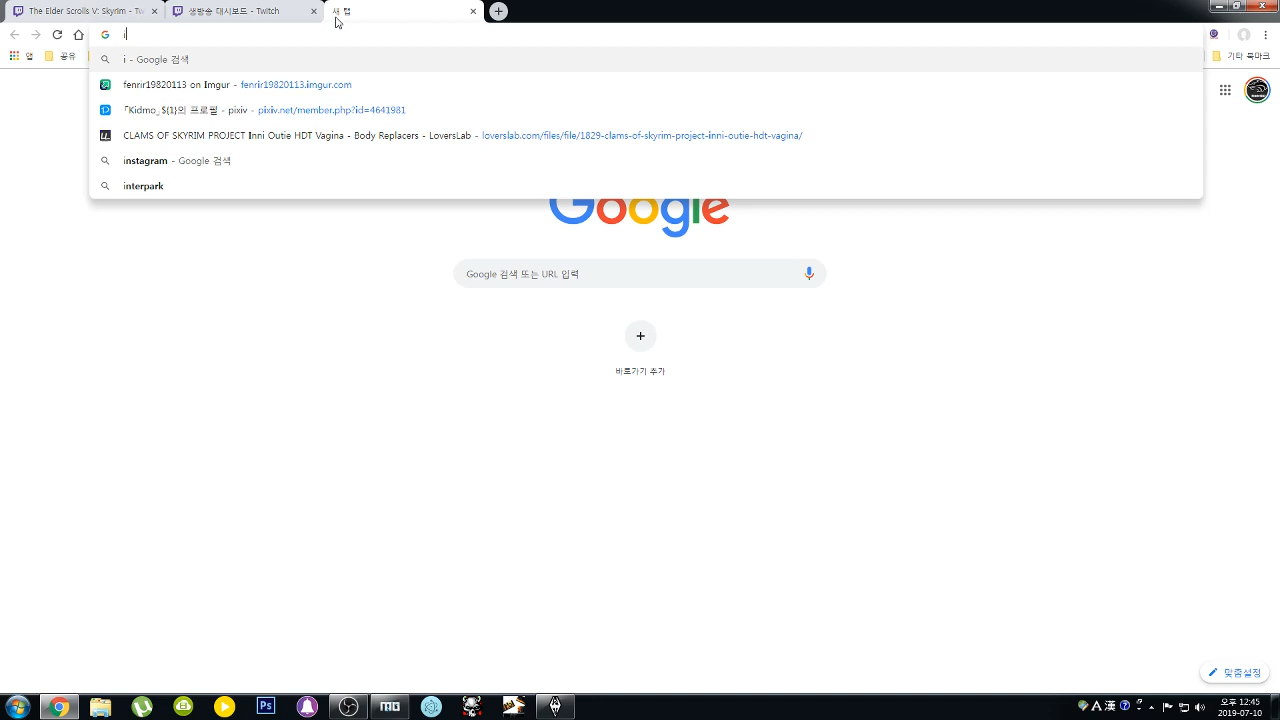 The Elder Scrolls V: Skyrim - Tw
생방송 대시보드 - Twitch
새 탭
i
앱
공유
기타 북마크
i - Google 검색
fenrir19820113 on Imgur - fenrir19820113.imgur.com
「Kidmo」$(1)의 프로필 - pixiv - pixiv.net/member.php?id=4641981
CLAMS OF SKYRIM PROJECT Inni Outie HDT Vagina - Body Replacers - LoversLab - loverslab.com/files/file/1829-clams-of-skyrim-project-inni-outie-hdt-vagina/
instagram - Google 검색
interpark
Google
Google 검색 또는 URL 입력
바로가기 추가
맞춤설정
Ps
A 漢
오후 12:45
2019-07-10